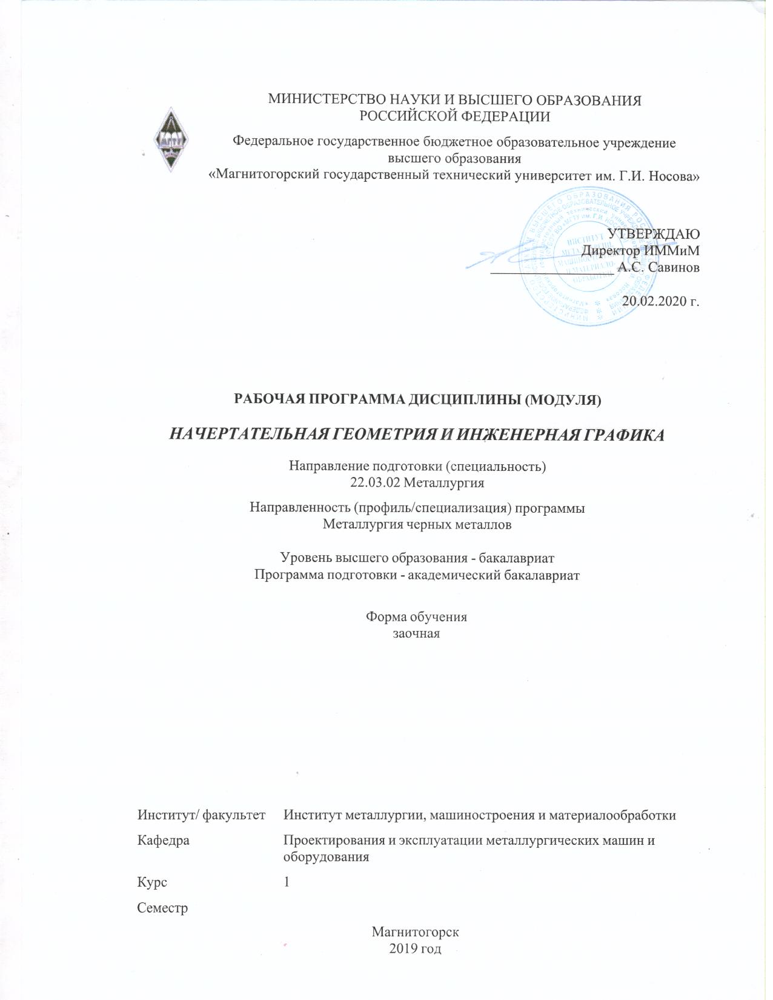 МИНИСТЕРСТВО НАУКИ И ВЫСШЕГО ОБРАЗОВАНИЯ
РОССИЙСКОЙ ФЕДЕРАЦИИ
МГТУ
Федеральное государственное бюджетное образовательное учреждение
высшего образования
«Магнитогорский государственный технический университет им. Г.И. Носова»
УТВЕРЖДАЮ
Директор ИММиМ
А.С. Савинов
20.02.2020 г.
РАБОЧАЯ ПРОГРАММА ДИСЦИПЛИНЫ (МОДУЛЯ)
НАЧЕРТАТЕЛЬНАЯ ГЕОМЕТРИЯ И ИНЖЕНЕРНАЯ ГРАФИКА
Направление подготовки (специальность)
22.03.02 Металлургия
Направленность (профиль/специализация) программы
Металлургия черных металлов
Уровень высшего образования - бакалавриат
Программа подготовки - академический бакалавриат
Форма обучения
заочная
Институт/ факультет Институт металлургии, машиностроения и материалообработки
Кафедра Проектирования и эксплуатации металлургических машин и
оборудования
Курс 1
Семестр
Магнитогорск
2019 год